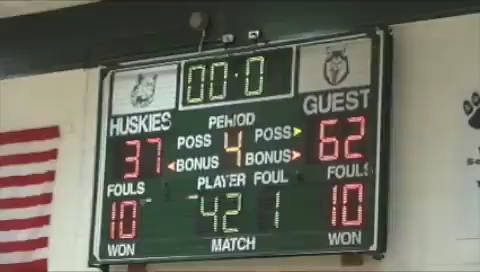 00:0
HUSKIES PERIOD GUEST
37 POSS 4 POSS 62
BONUS BONUS
FOULS PLAYER FOUL FOULS
10 42 1 10
WON MATCH WON